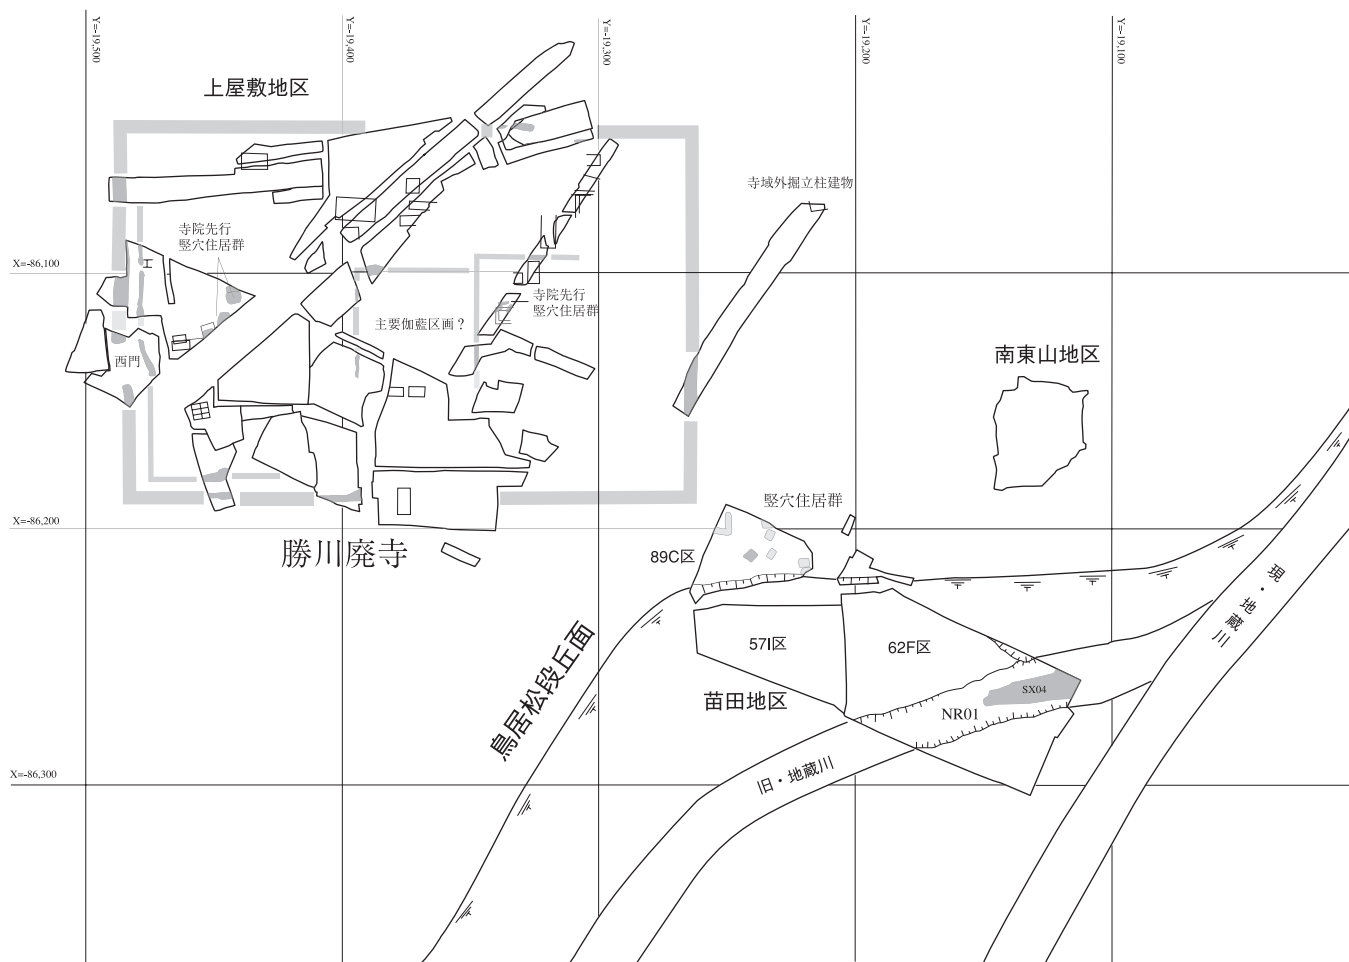 Y=-19,500
Y=-19,400
Y=-19,300
Y=-19,200
Y=-19,100
上屋敷地区
寺域外掘立柱建物
寺院先行
竪穴住居群
X=-86,100
寺院先行
竪穴住居群
主要伽藍区画？
西門
南東山地区
竪穴住居群
X=-86,200
勝川廃寺
89C区
現・地蔵川
57I区
62F区
鳥居松段丘面
SX04
苗田地区
NR01
旧・地蔵川
X=-86,300